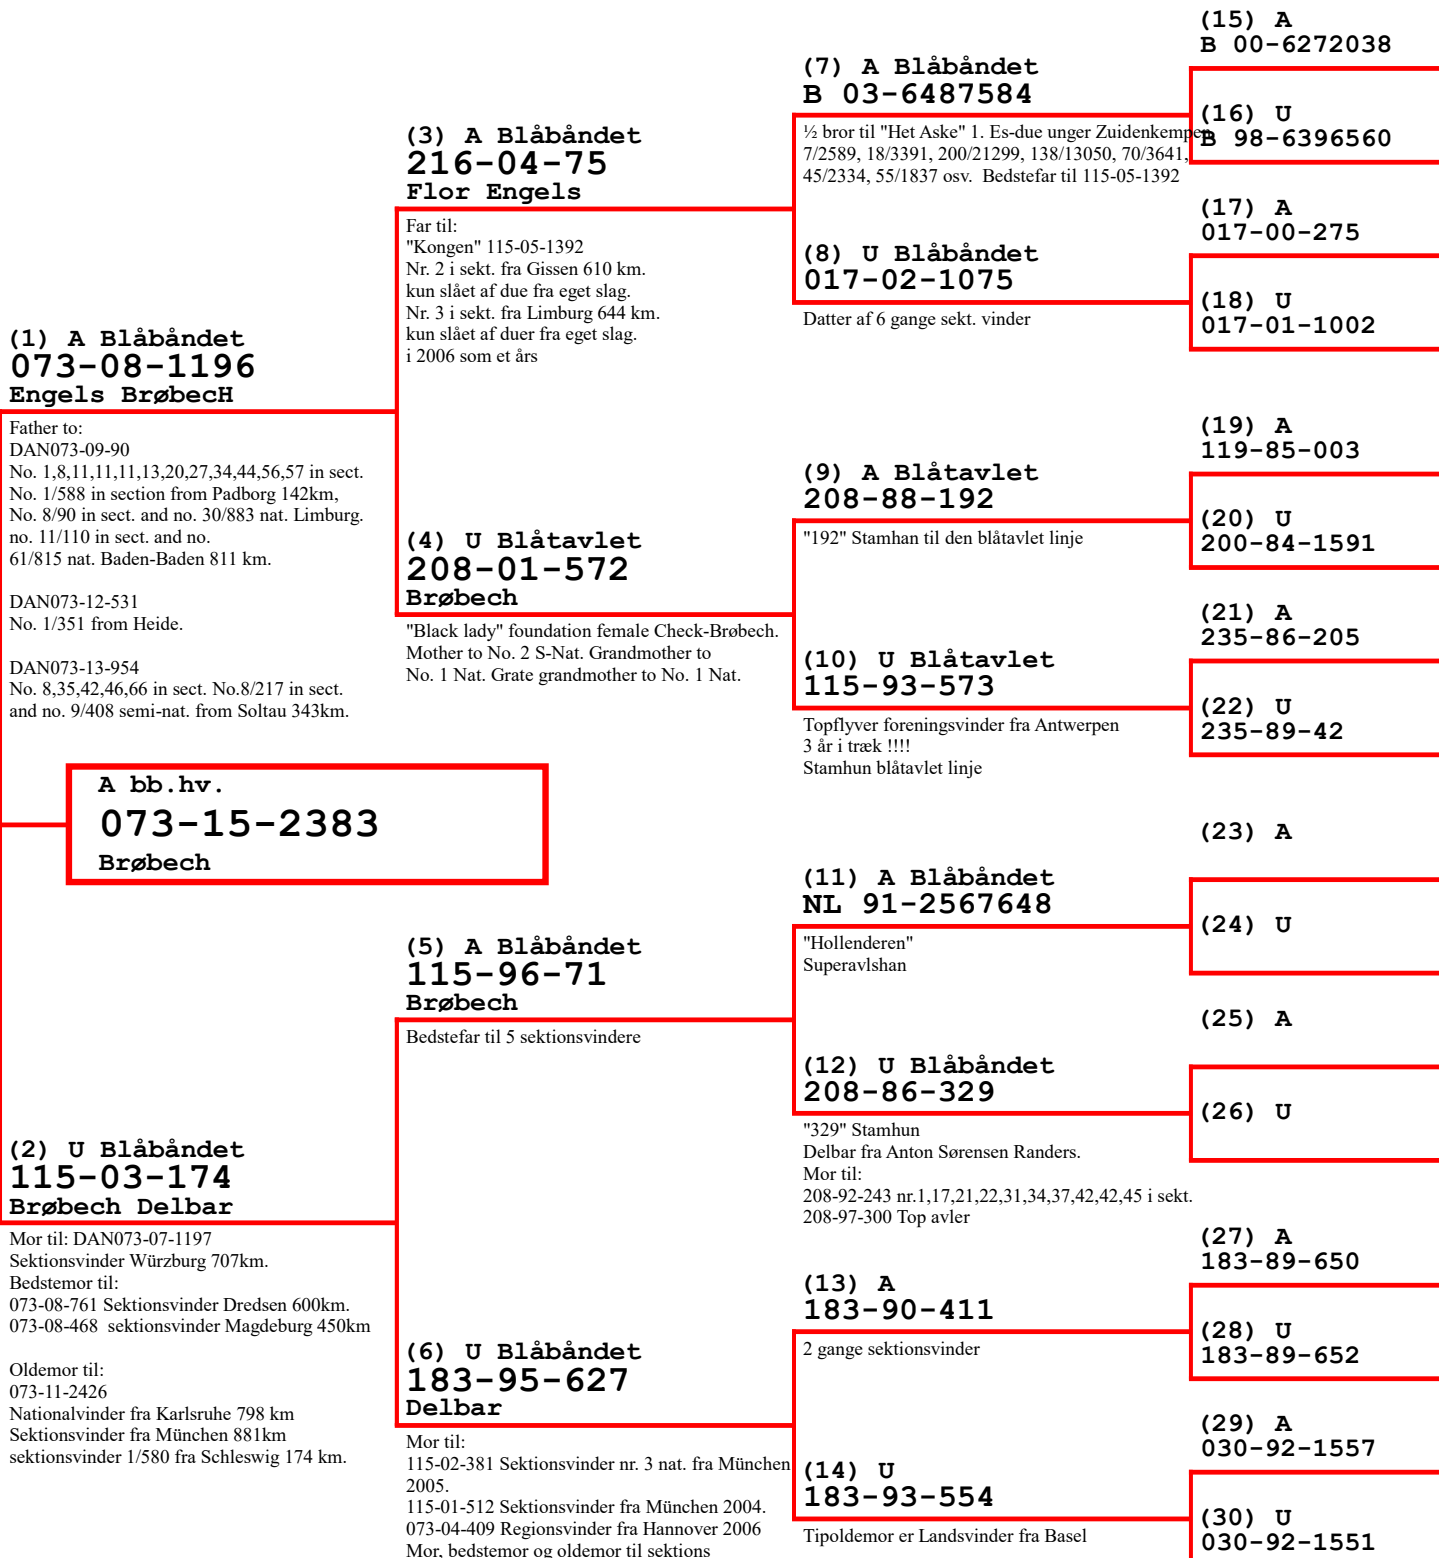 (1) A Blåbåndet
073-08-1196
Engels BrøbecH
Father to:
DAN073-09-90
No. 1,8,11,11,11,13,20,27,34,44,56,57 in sect.
No. 1/588 in section from Padborg 142km,
No. 8/90 in sect. and no. 30/883 nat. Limburg.
no. 11/110 in sect. and no.
61/815 nat. Baden-Baden 811 km.
DAN073-12-531
No. 1/351 from Heide.
DAN073-13-954
No. 8,35,42,46,66 in sect. No.8/217 in sect.
and no. 9/408 semi-nat. from Soltau 343km.
A bb.hv.
073-15-2383
Brøbech
(2) U Blåbåndet
115-03-174
Brøbech Delbar
Mor til: DAN073-07-1197
Sektionsvinder Würzburg 707km.
Bedstemor til:
073-08-761 Sektionsvinder Dredsen 600km.
073-08-468  sektionsvinder Magdeburg 450km
Oldemor til:
073-11-2426
Nationalvinder fra Karlsruhe 798 km
Sektionsvinder fra München 881km
sektionsvinder 1/580 fra Schleswig 174 km.
(3) A Blåbåndet
216-04-75
Flor Engels
Far til:
"Kongen" 115-05-1392
Nr. 2 i sekt. fra Gissen 610 km.
kun slået af due fra eget slag.
Nr. 3 i sekt. fra Limburg 644 km.
kun slået af duer fra eget slag.
i 2006 som et års
(4) U Blåtavlet
208-01-572
Brøbech
"Black lady" foundation female Check-Brøbech.
Mother to No. 2 S-Nat. Grandmother to
No. 1 Nat. Grate grandmother to No. 1 Nat.
(5) A Blåbåndet
115-96-71
Brøbech
Bedstefar til 5 sektionsvindere
(6) U Blåbåndet
183-95-627
Delbar
Mor til:
115-02-381 Sektionsvinder nr. 3 nat. fra München
2005.
115-01-512 Sektionsvinder fra München 2004.
073-04-409 Regionsvinder fra Hannover 2006
Mor, bedstemor og oldemor til sektions
(7) A Blåbåndet
B 03-6487584
½ bror til "Het Aske" 1. Es-due unger Zuidenkempen
7/2589, 18/3391, 200/21299, 138/13050, 70/3641,
45/2334, 55/1837 osv.  Bedstefar til 115-05-1392
(8) U Blåbåndet
017-02-1075
Datter af 6 gange sekt. vinder
(9) A Blåtavlet
208-88-192
"192" Stamhan til den blåtavlet linje
(10) U Blåtavlet
115-93-573
Topflyver foreningsvinder fra Antwerpen
3 år i træk !!!!
Stamhun blåtavlet linje
(11) A Blåbåndet
NL 91-2567648
"Hollenderen"
Superavlshan
(12) U Blåbåndet
208-86-329
"329" Stamhun
Delbar fra Anton Sørensen Randers.
Mor til:
208-92-243 nr.1,17,21,22,31,34,37,42,42,45 i sekt.
208-97-300 Top avler
(13) A
183-90-411
2 gange sektionsvinder
(14) U
183-93-554
Tipoldemor er Landsvinder fra Basel
(15) A
B 00-6272038
(16) U
B 98-6396560
(17) A
017-00-275
(18) U
017-01-1002
(19) A
119-85-003
(20) U
200-84-1591
(21) A
235-86-205
(22) U
235-89-42
(23) A
(24) U
(25) A
(26) U
(27) A
183-89-650
(28) U
183-89-652
(29) A
030-92-1557
(30) U
030-92-1551